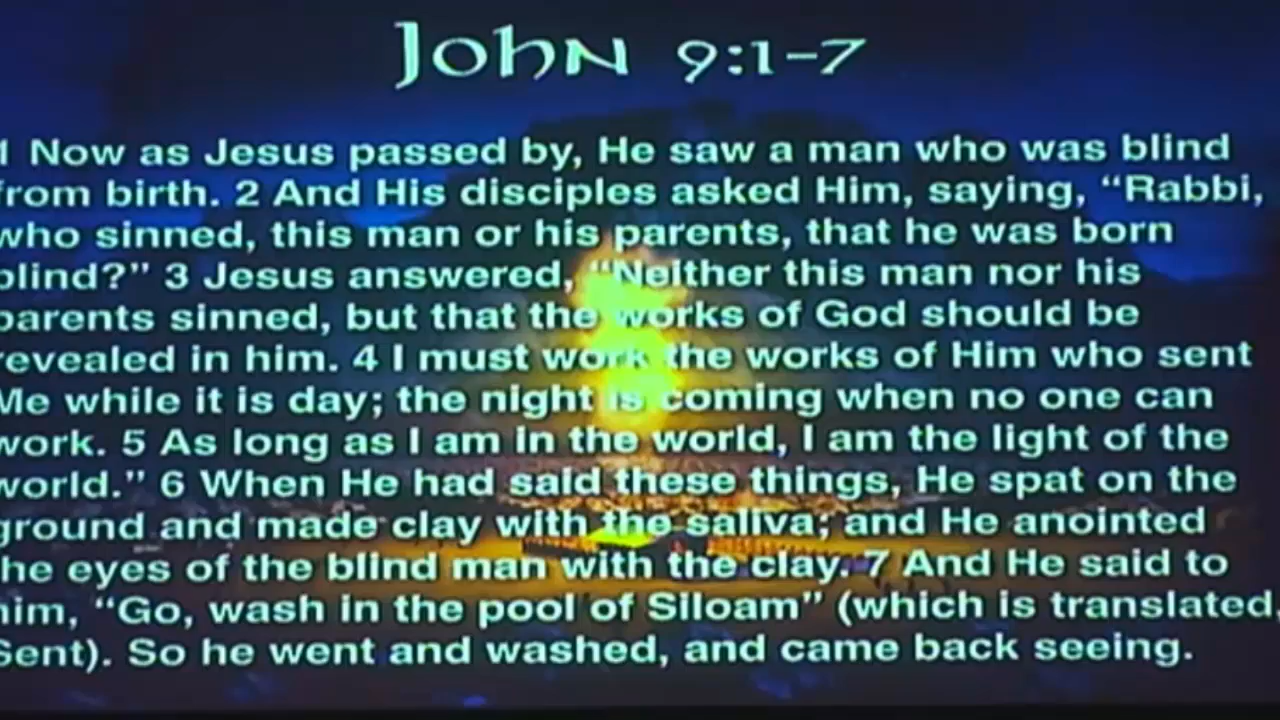 John 9:1-7
1 Now as Jesus passed by, He saw a man who was blind
from birth. 2 And His disciples asked Him, saying, “Rabbi,
who sinned, this man or his parents, that he was born
blind?” 3 Jesus answered, “Neither this man nor his
parents sinned, but that the works of God should be
revealed in him. 4 I must work the works of Him who sent
Me while it is day; the night is coming when no one can
work. 5 As long as I am in the world, I am the light of the
world.” 6 When He had said these things, He spat on the
ground and made clay with the saliva; and He anointed
the eyes of the blind man with the clay. 7 And He said to
him, “Go, wash in the pool of Siloam” (which is translated,
Sent). So he went and washed, and came back seeing.